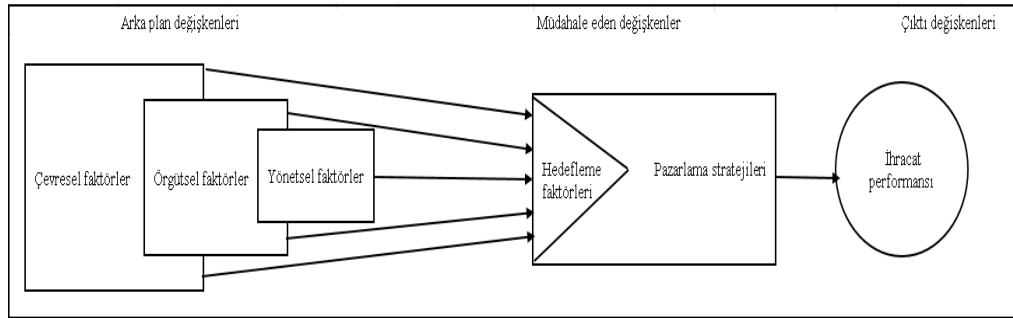 Arka plan değişkenleri
Müdahale eden değişkenler
Çıktı değişkenleri
Çevresel faktörler
Örgütsel faktörler
Yönetsel faktörler
Hedefleme
faktörleri
Pazarlama stratejileri
İhracat
performansı